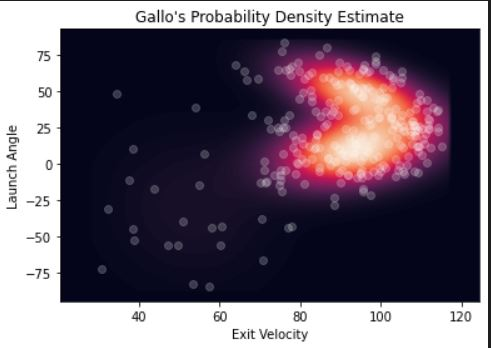 Gallo's Probability Density Estimate
Launch Angle
75
50
25
0
−25
−50
−75
40 60 80 100 120
Exit Velocity